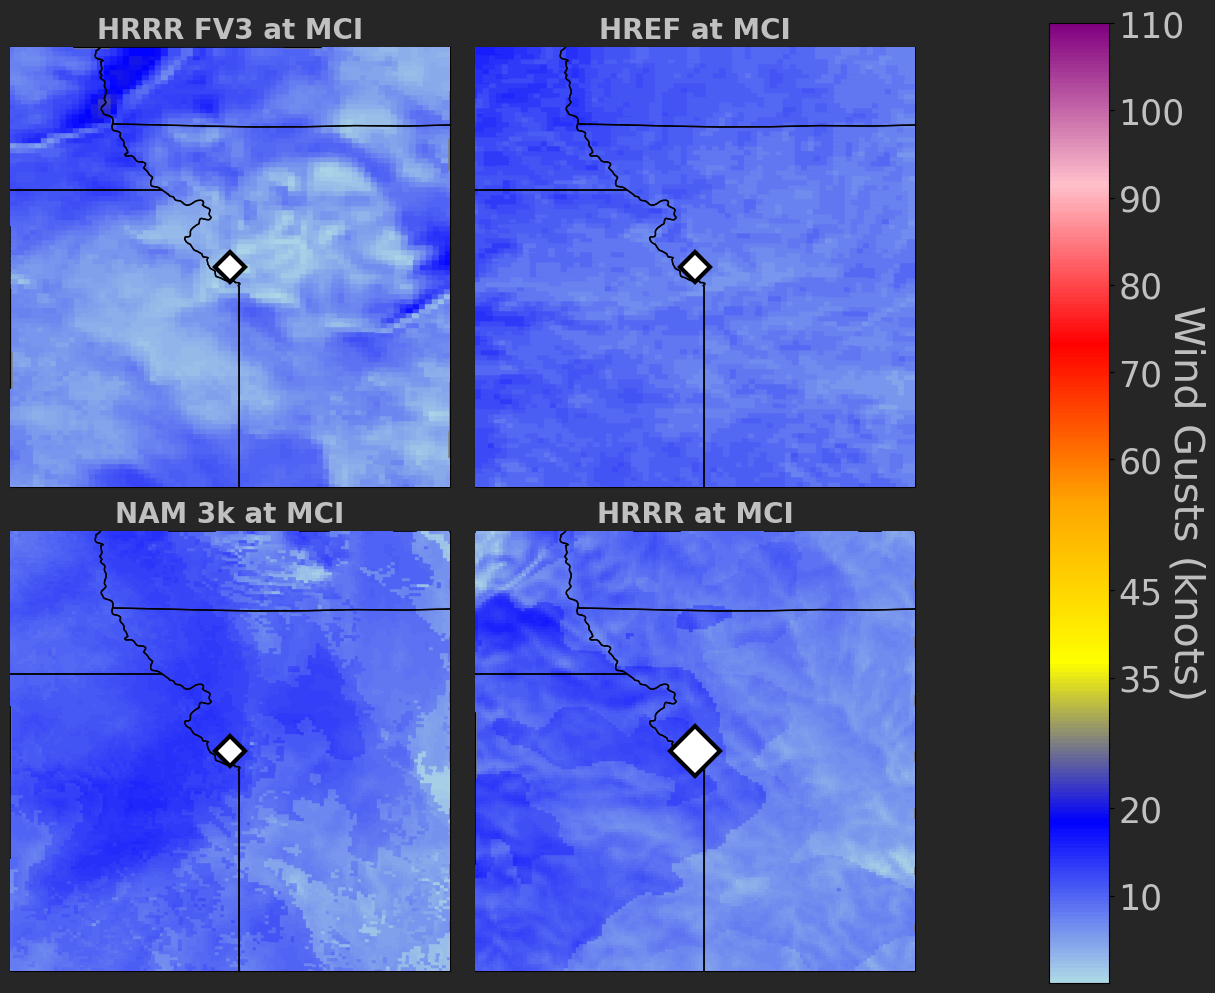 HRRR FV3 at MCI
HREF at MCI
NAM 3k at MCI
HRRR at MCI
110
100
90
80
70
60
45
35
20
10
Wind Gusts (knots)